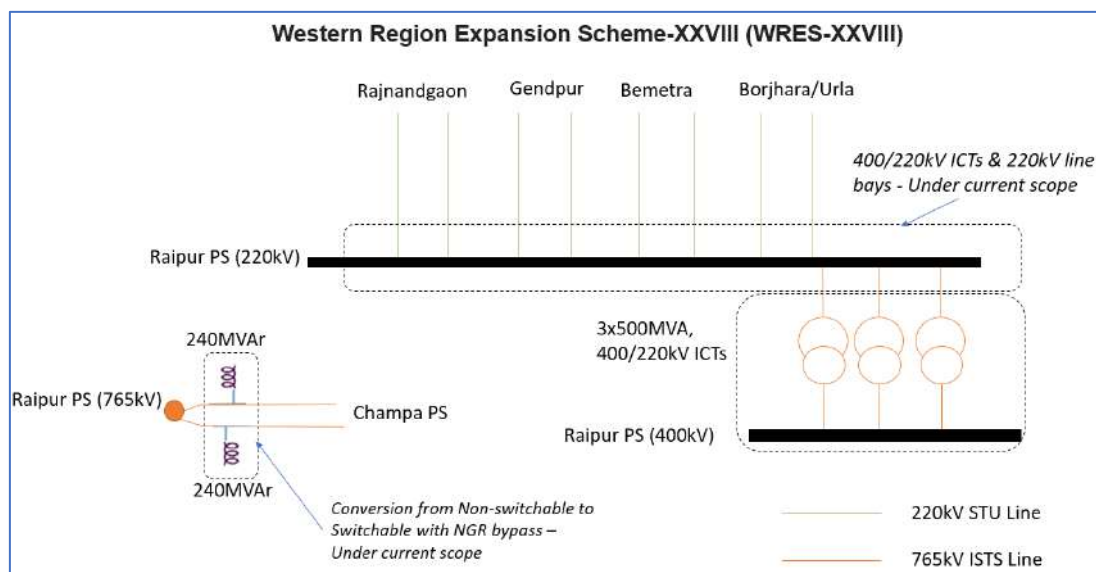 Western Region Expansion Scheme-XXVIII (WRES-XXVIII)
Rajnandgaon
Gendpur
Bemetra
Borjhara/Urla
400/220kV ICTs & 220kV line
bays - Under current scope
Raipur PS (220kV)
3x500MVA,
400/220kV ICTs
240MVAr
Raipur PS (765kV)
Champa PS
240MVAr
Raipur PS (400kV)
Conversion from Non-switchable to
Switchable with NGR bypass –
Under current scope
220kV STU Line
765kV ISTS Line